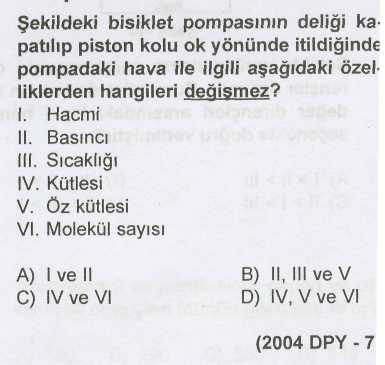 Şekildeki bisiklet pompasının deliği ka-
patılıp piston kolu ok yönünde itildiğinde
pompadaki hava ile ilgili aşağıdaki özel-
liklerden hangileri değişmez?
I. Hacmi
II. Basıncı
III. Sıcaklığı
IV. Kütlesi
V. Öz kütlesi
VI. Molekül sayısı
A) I ve II B) II, III ve V
C) IV ve VI D) IV, V ve VI
(2004 DPY - 7